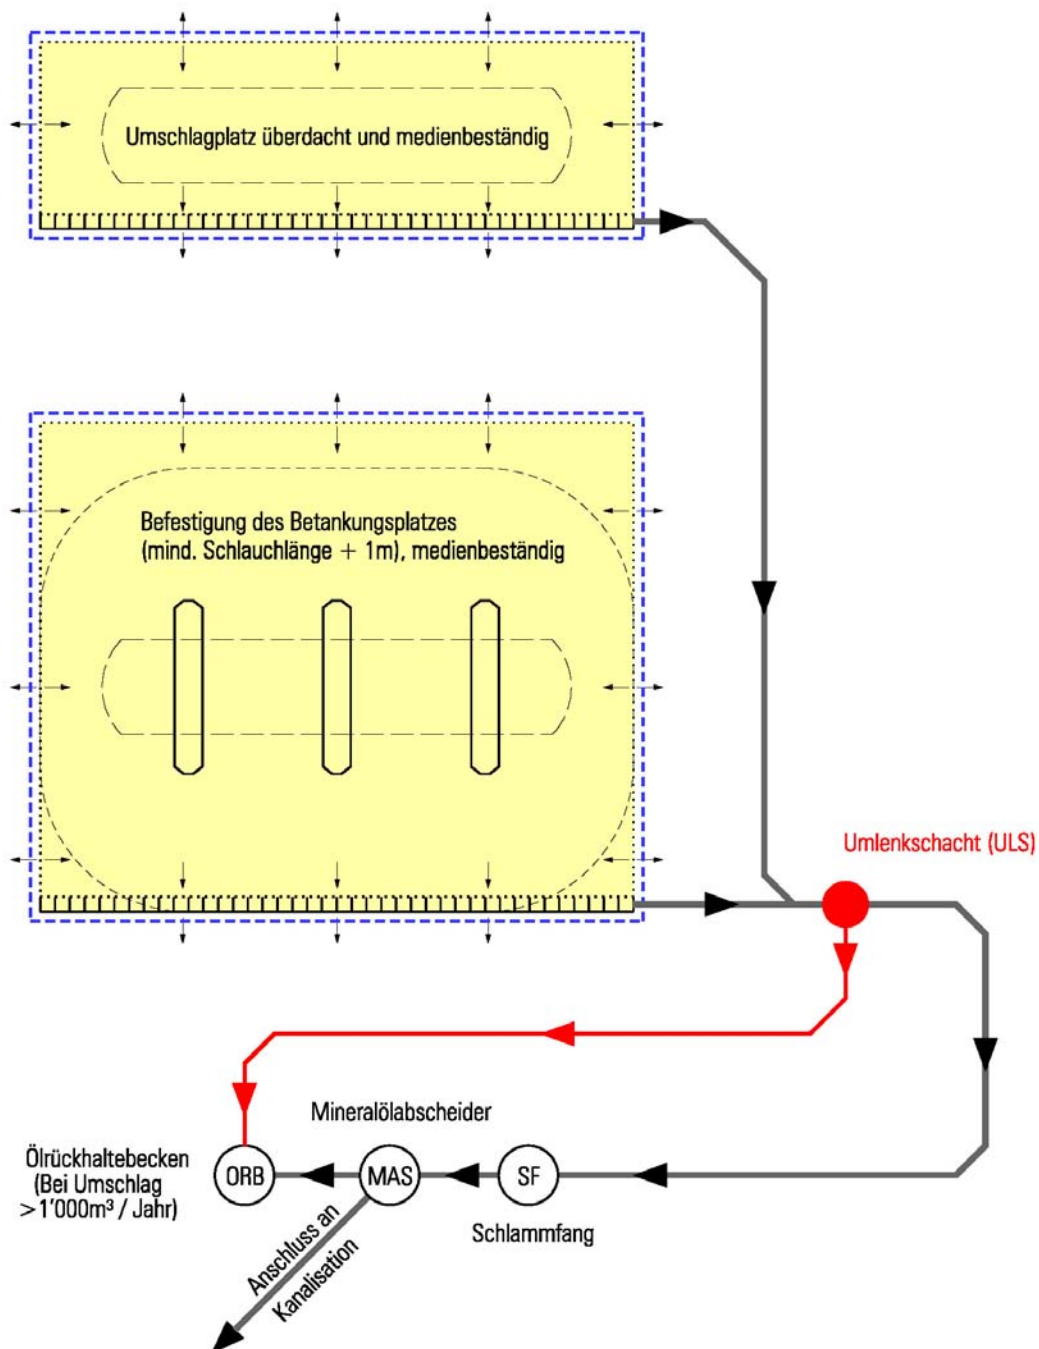 Umschlagplatz überdacht und medienbeständig
Befestigung des Betankungsplatzes
(mind. Schlauchlänge + 1m), medienbeständig
Umlenkschacht (ULS)
Mineralölabscheider
Ölrückhaltebecken
(Bei Umschlag
>1'000m³ / Jahr)
ORB
MAS
SF
Schlammfang
Anschluss an
Kanalisation